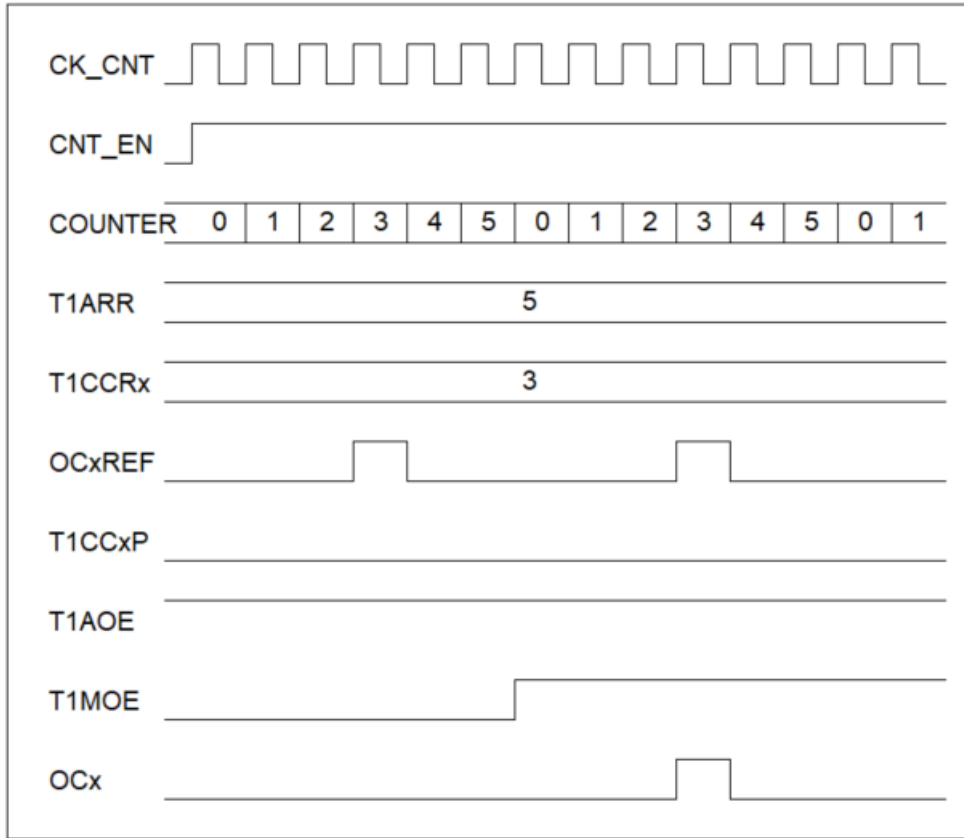 CK_CNT
CNT_EN
COUNTER 0 1 2 3 4 5 0 1 2 3 4 5 0 1
T1ARR 5
T1CCRx 3
OCxREF
T1CCxP
T1AOE
T1MOE
OCx